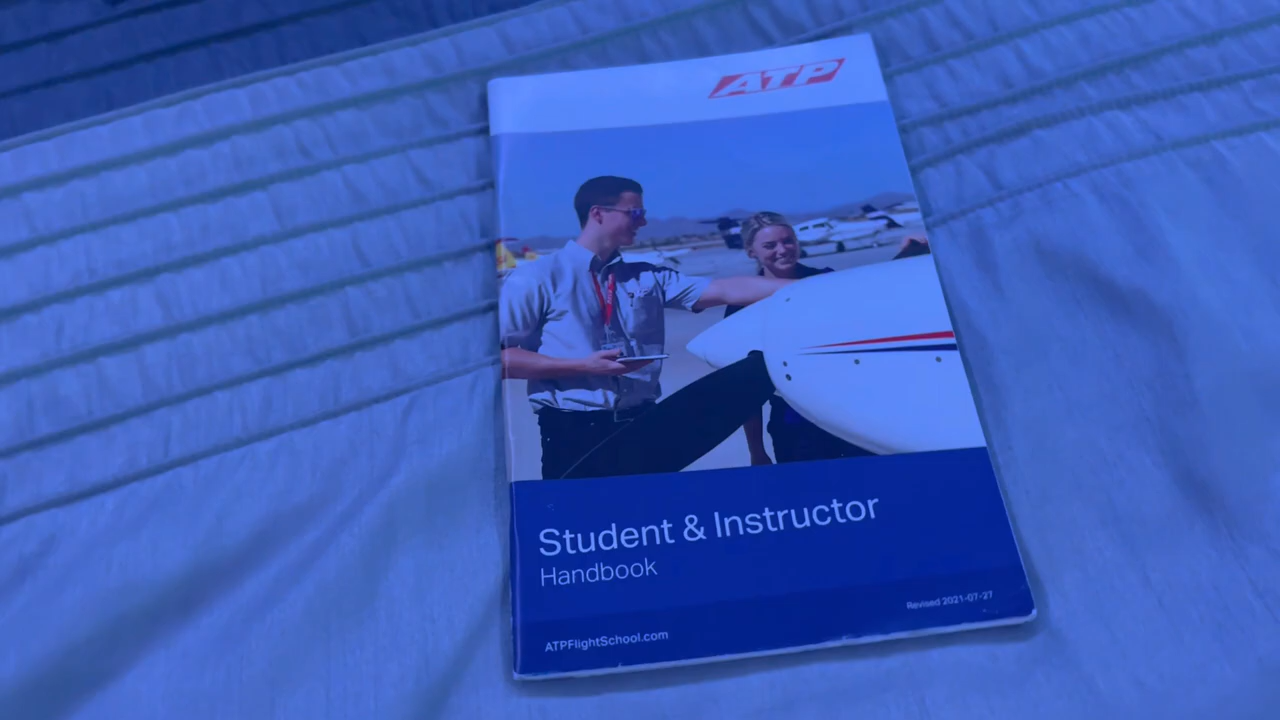 ATP
Student & Instructor
Handbook
Revised 2021-07-27
ATPFlightSchool.com